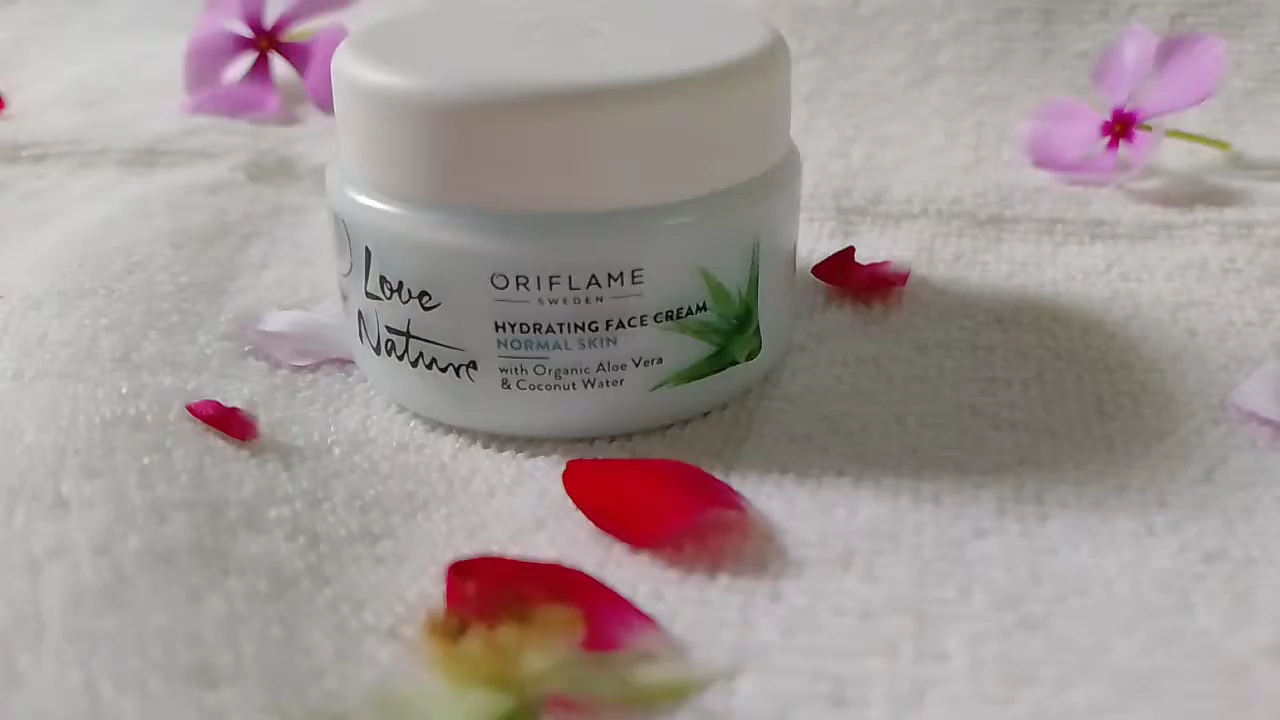 Love
Nature
ORIFLAME
SWEDEN
HYDRATING FACE CREAM
NORMAL SKIN
with Organic Aloe Vera
& Coconut Water